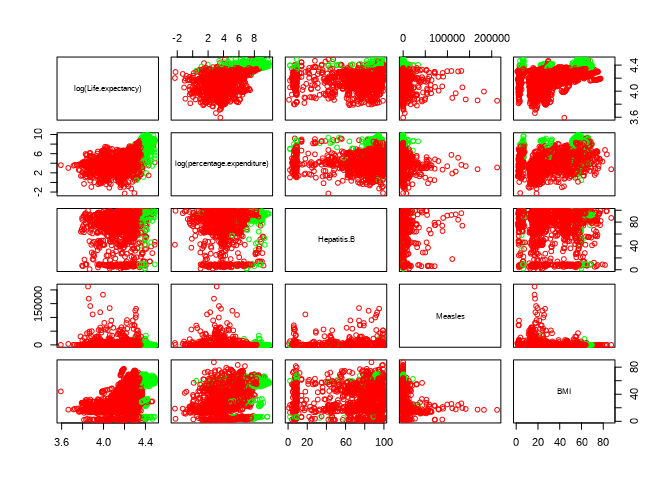 -2 2 4 6 8 0 100000 200000
log(Life.expectancy)
3.6 4.0 4.4
-2 2 6 10
log(percentage.expenditure)
Hepatitis.B
0 40 80
0 150000
Measles
BMI
0 40 80
3.6 4.0 4.4 0 20 60 100 0 20 40 60 80